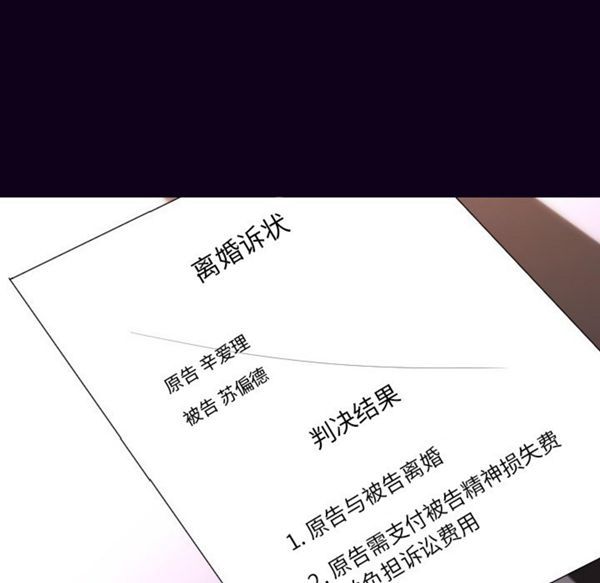 离婚诉状
原告 辛爱理
被告 苏偏德
判决结果
1. 原告与被告离婚
2. 原告需支付被告精神损失费
负担诉讼费用